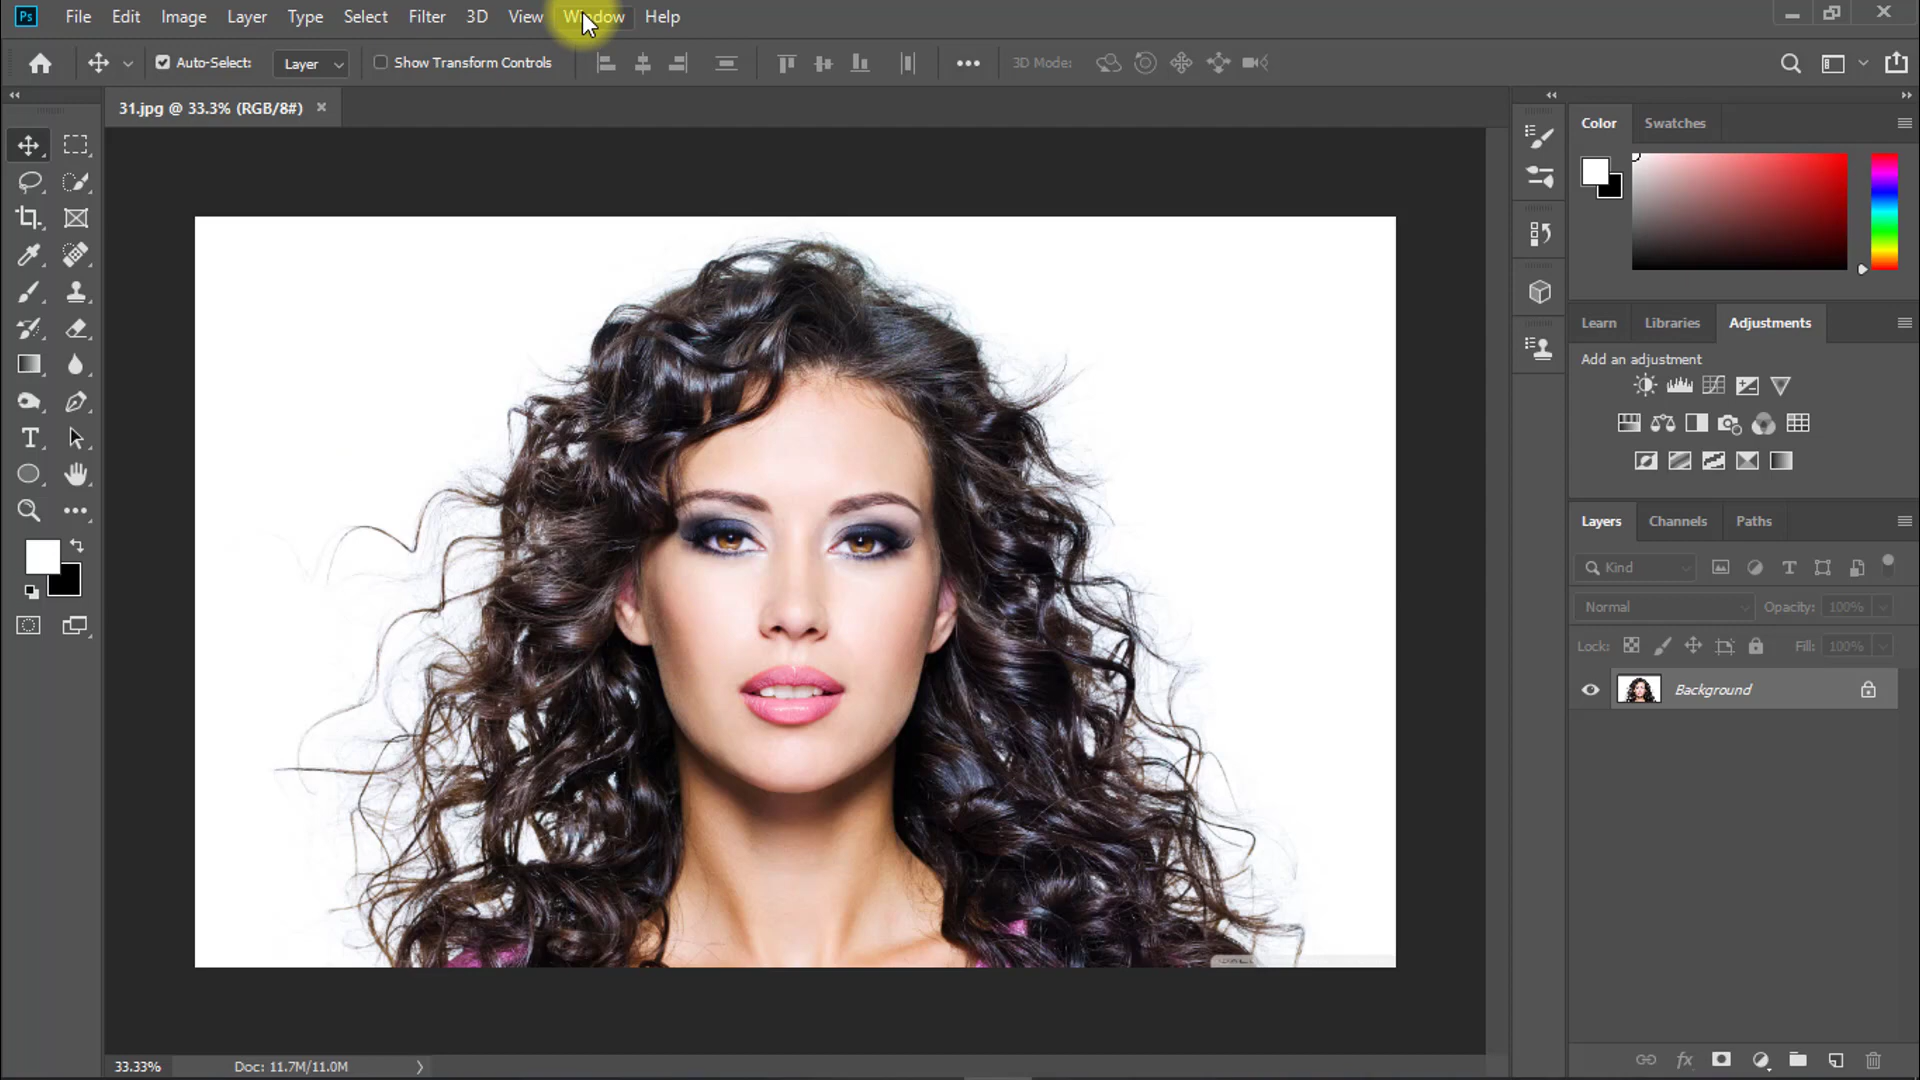 Ps File Edit Image Layer Type Select Filter 3D View Window Help
Auto-Select: Layer Show Transform Controls 3D Mode:
31.jpg @ 33.3% (RGB/8#)
Color Swatches
Learn Libraries Adjustments
Add an adjustment
Layers Channels Paths
Kind
Normal Opacity: 100%
Lock: Fill: 100%
Background
fx
33.33% Doc: 11.7M/11.0M